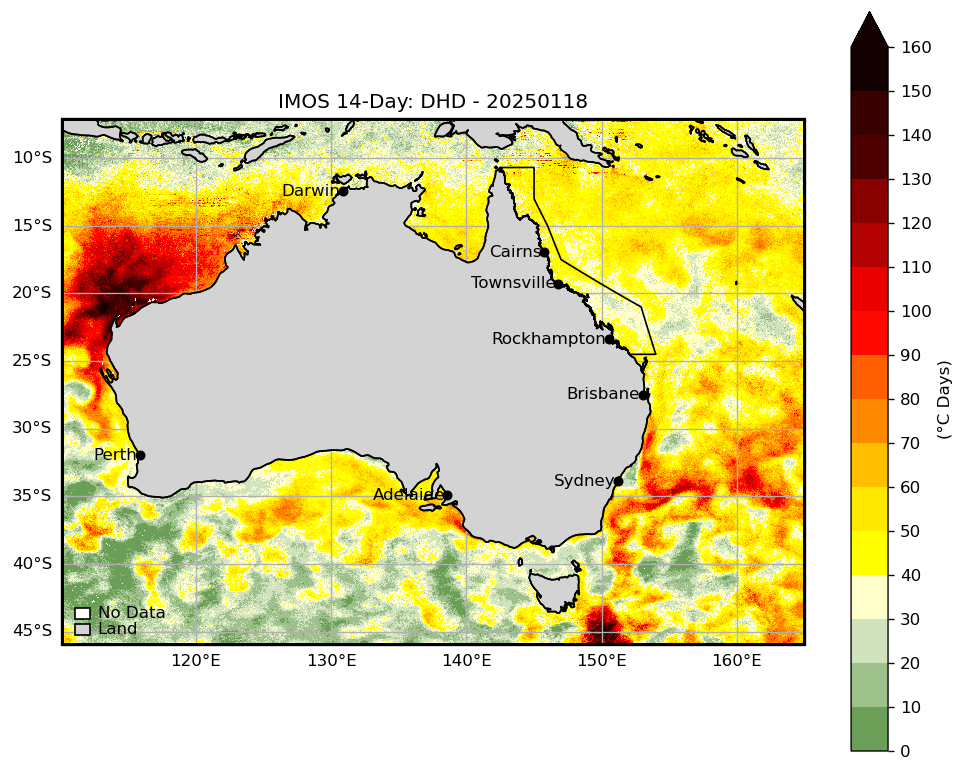 IMOS 14-Day: DHD - 20250118
160
150
140
130
120
110
100
90
80
70
60
50
40
30
20
10
0
(°C Days)
10°S
15°S
20°S
25°S
30°S
35°S
40°S
45°S
Darwin
Cairns
Townsville
Rockhampton
Brisbane
Perth
Sydney
Adelaide
No Data
Land
120°E
130°E
140°E
150°E
160°E